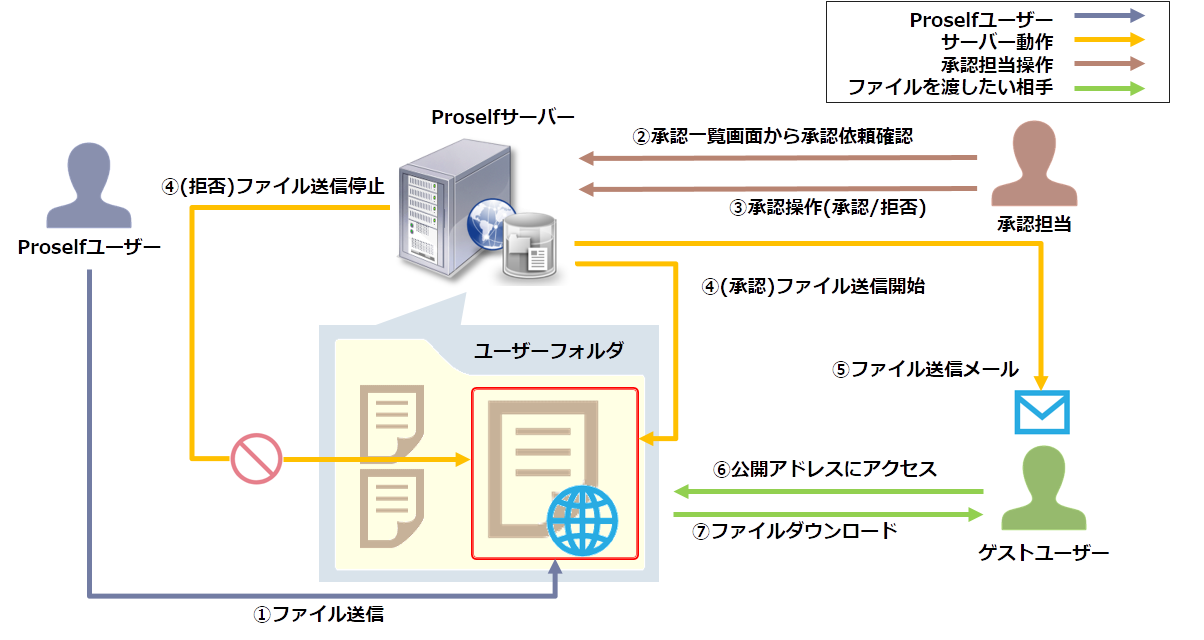 Proselfユーザー
サーバー動作
承認担当操作
ファイルを渡したい相手
Proselfサーバー
②承認一覧画面から承認依頼確認
④(拒否)ファイル送信停止
③承認操作(承認/拒否)
承認担当
Proselfユーザー
④(承認)ファイル送信開始
ユーザーフォルダ
⑤ファイル送信メール
⑥公開アドレスにアクセス
⑦ファイルダウンロード
ゲストユーザー
①ファイル送信